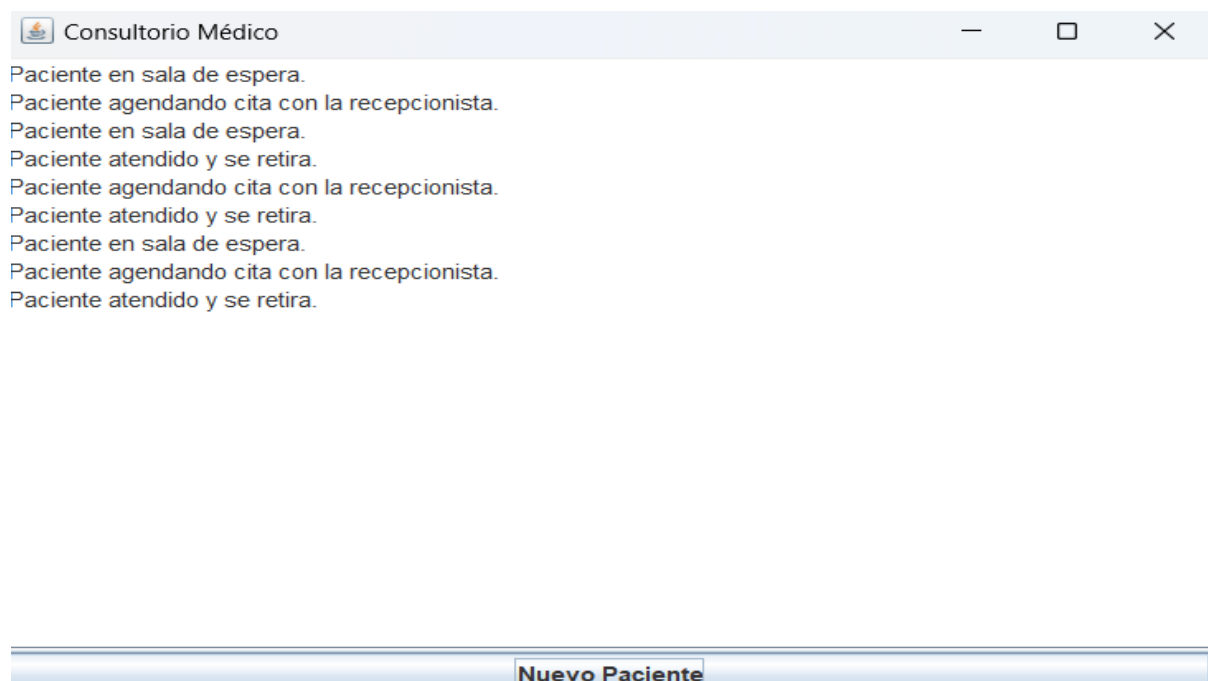 Consultorio Médico
Paciente en sala de espera.
Paciente agendando cita con la recepcionista.
Paciente en sala de espera.
Paciente atendido y se retira.
Paciente agendando cita con la recepcionista.
Paciente atendido y se retira.
Paciente en sala de espera.
Paciente agendando cita con la recepcionista.
Paciente atendido y se retira.
Nuevo Paciente